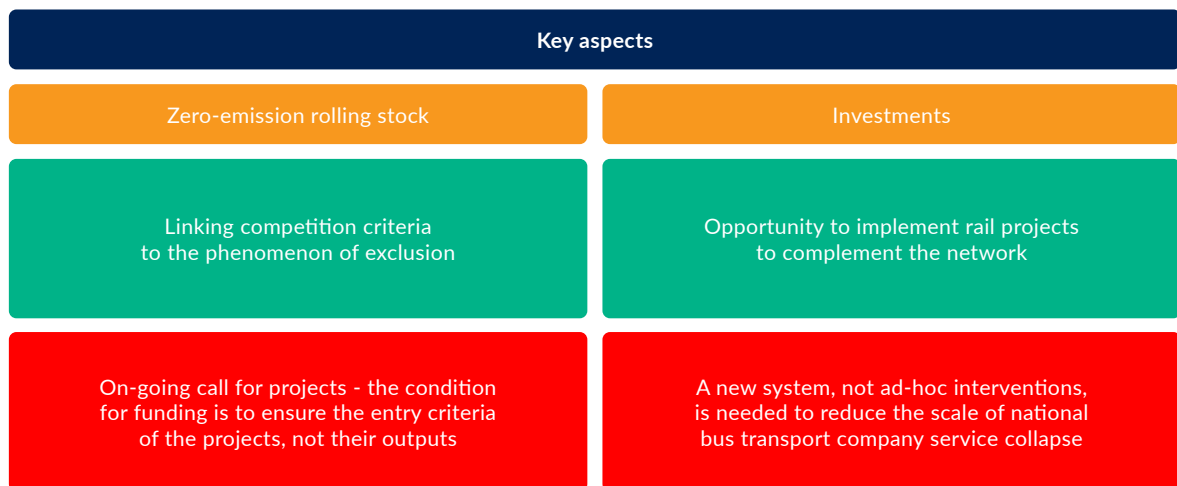 Key aspects
Zero-emission rolling stock
Investments
Linking competition criteria
to the phenomenon of exclusion
Opportunity to implement rail projects
to complement the network
On-going call for projects - the condition
for funding is to ensure the entry criteria
of the projects, not their outputs
A new system, not ad-hoc interventions,
is needed to reduce the scale of national
bus transport company service collapse